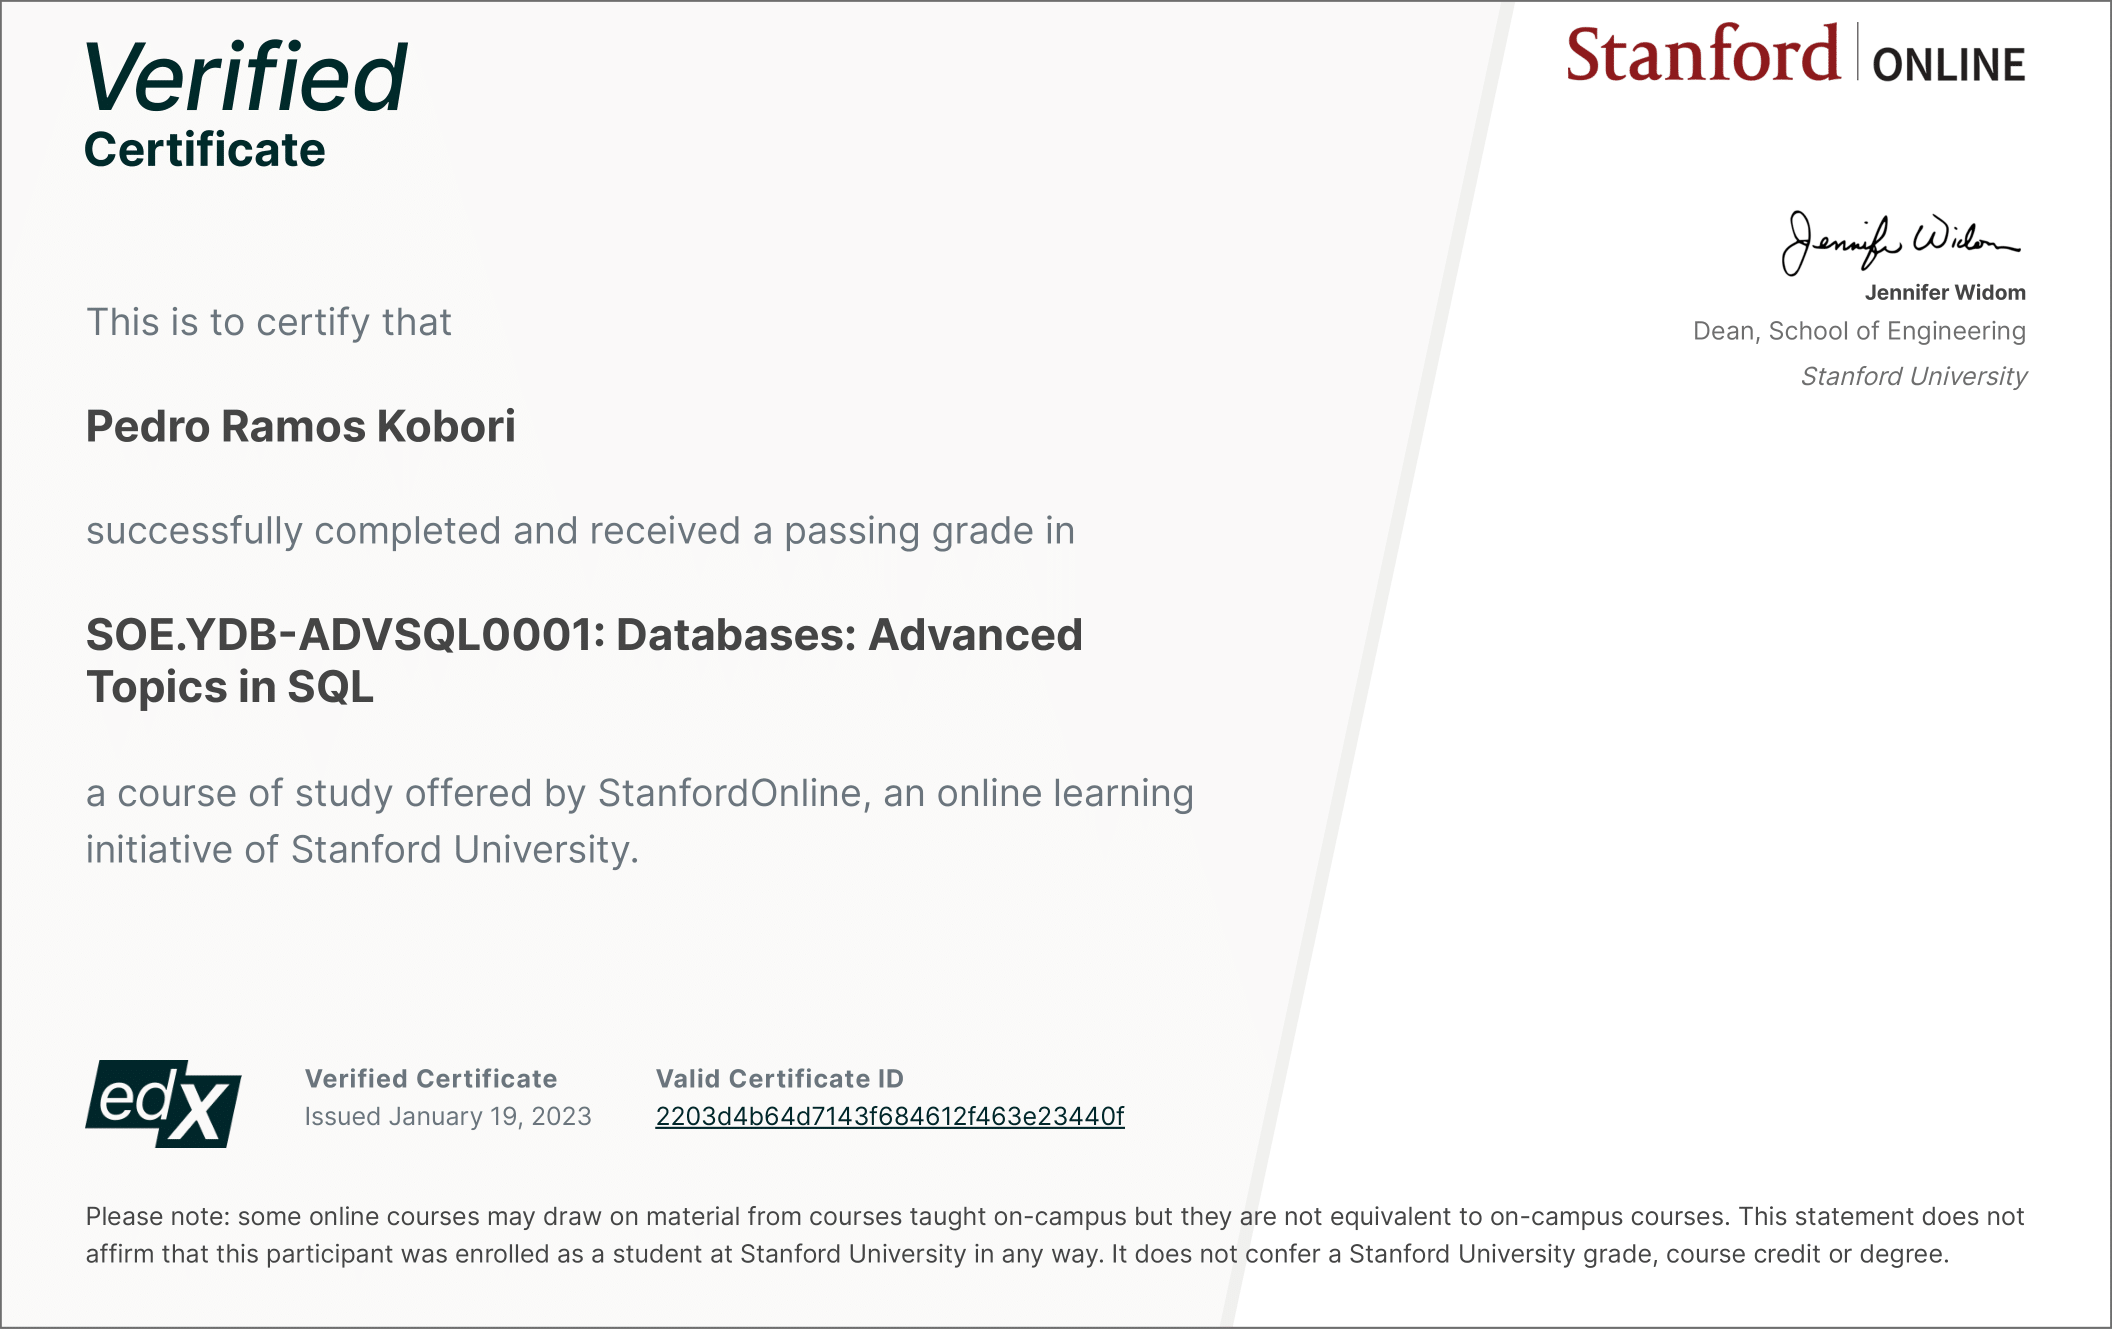 Verified
Certificate
Stanford | ONLINE
Jennifer Widom
Jennifer Widom
Dean, School of Engineering
Stanford University
This is to certify that
Pedro Ramos Kobori
successfully completed and received a passing grade in
SOE.YDB-ADVSQL0001: Databases: Advanced
Topics in SQL
a course of study offered by StanfordOnline, an online learning
initiative of Stanford University.
edX
Verified Certificate
Issued January 19, 2023
Valid Certificate ID
2203d4b64d7143f684612f463e23440f
Please note: some online courses may draw on material from courses taught on-campus but they are not equivalent to on-campus courses. This statement does not
affirm that this participant was enrolled as a student at Stanford University in any way. It does not confer a Stanford University grade, course credit or degree.